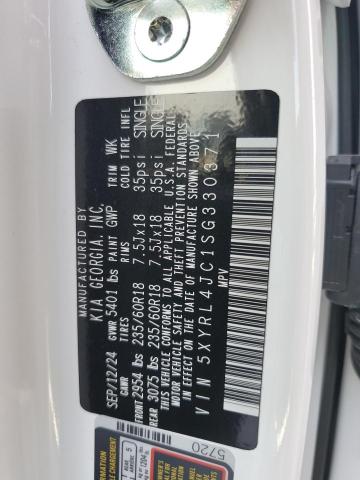 MANUFACTURED BY
KIA GEORGIA, INC.
SEP/12/24 GVWR 5401 lbs PAINT GWP TRIM WK
GAWR TIRES RIMS COLD TIRE INFL
FRONT 2954 lbs 235/60R18 7.5Jx18 35psi SINGLE
REAR 3075 lbs 235/60R18 7.5Jx18 35psi SINGLE
THIS VEHICLE CONFORMS TO ALL APPLICABLE U.S.A. FEDERAL
MOTOR VEHICLE SAFETY AND THEFT PREVENTION STANDARDS
IN EFFECT ON THE DATE OF MANUFACTURE SHOWN ABOVE.
VIN 5XYRL4JC1SG330371
MPV
5720